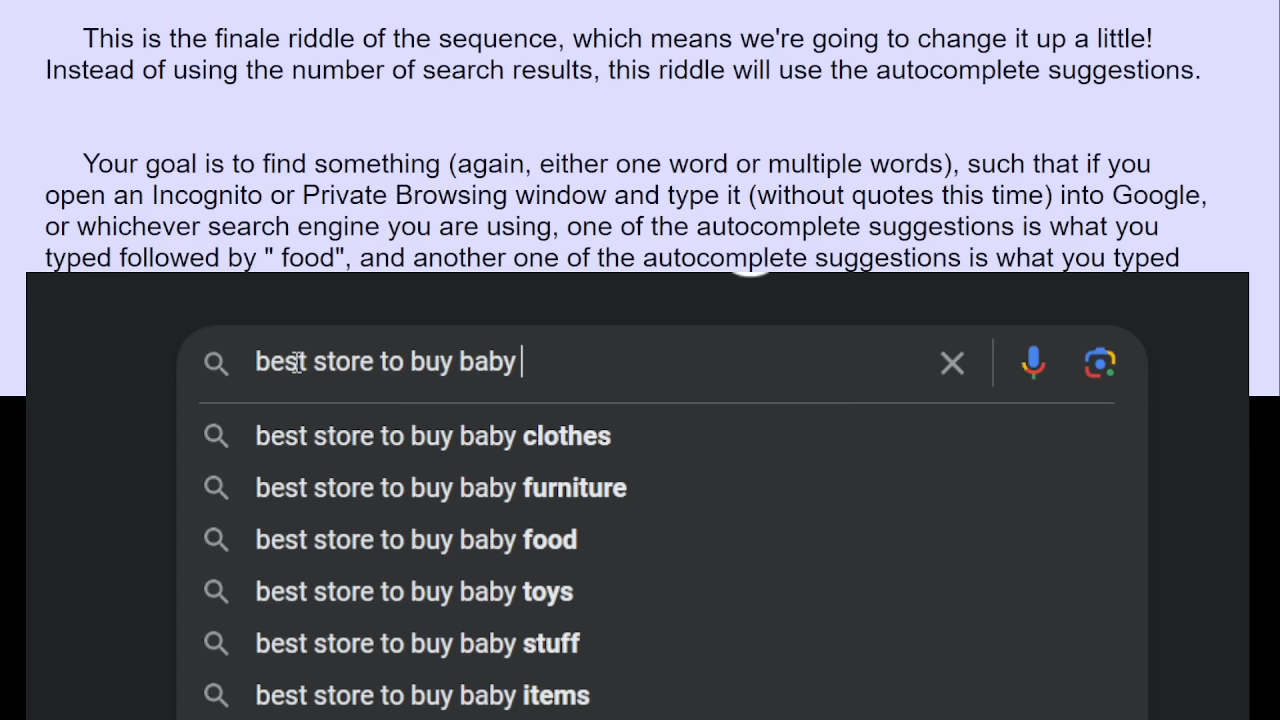 This is the finale riddle of the sequence, which means we're going to change it up a little!
Instead of using the number of search results, this riddle will use the autocomplete suggestions.
Your goal is to find something (again, either one word or multiple words), such that if you
open an Incognito or Private Browsing window and type it (without quotes this time) into Google,
or whichever search engine you are using, one of the autocomplete suggestions is what you
typed followed by " food", and another one of the autocomplete suggestions is what you typed
best store to buy baby
best store to buy baby clothes
best store to buy baby furniture
best store to buy baby food
best store to buy baby toys
best store to buy baby stuff
best store to buy baby items